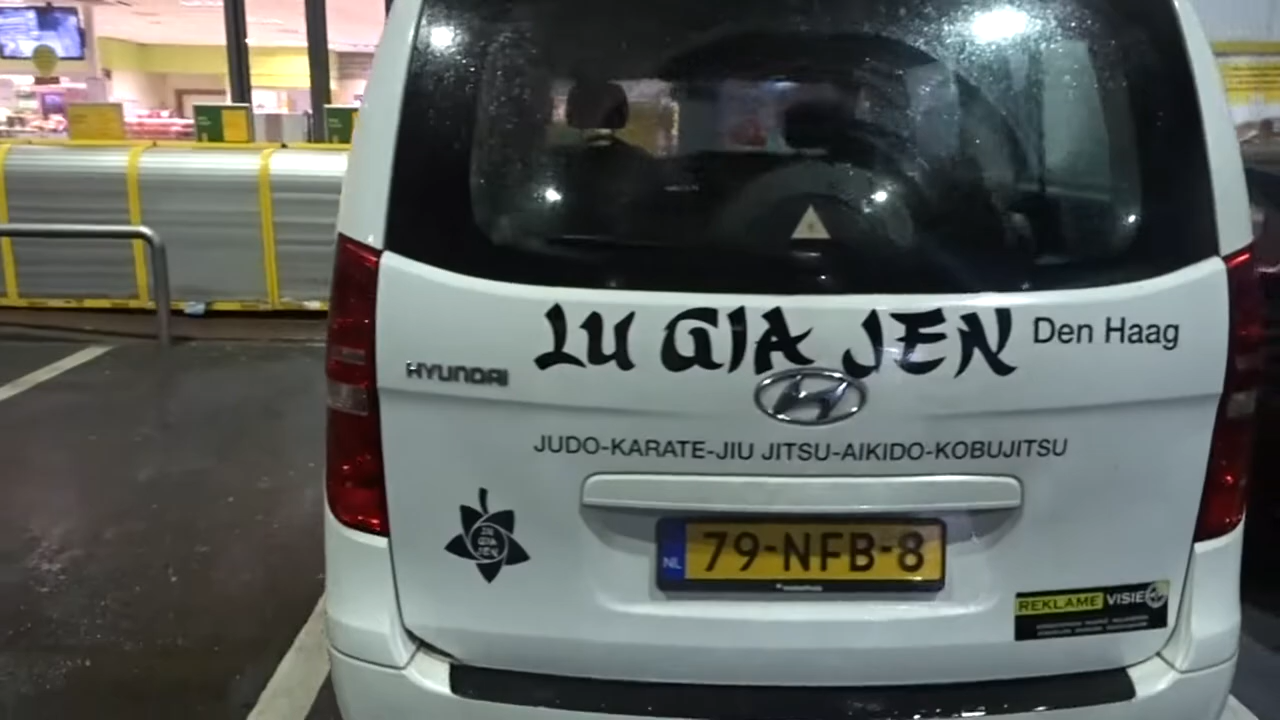 LU GIA JEN Den Haag
HYUNDAI
JUDO-KARATE-JIU JITSU-AIKIDO-KOBUJITSU
LU
GIA
JEN
NL 79-NFB-8
REKLAME VISIE